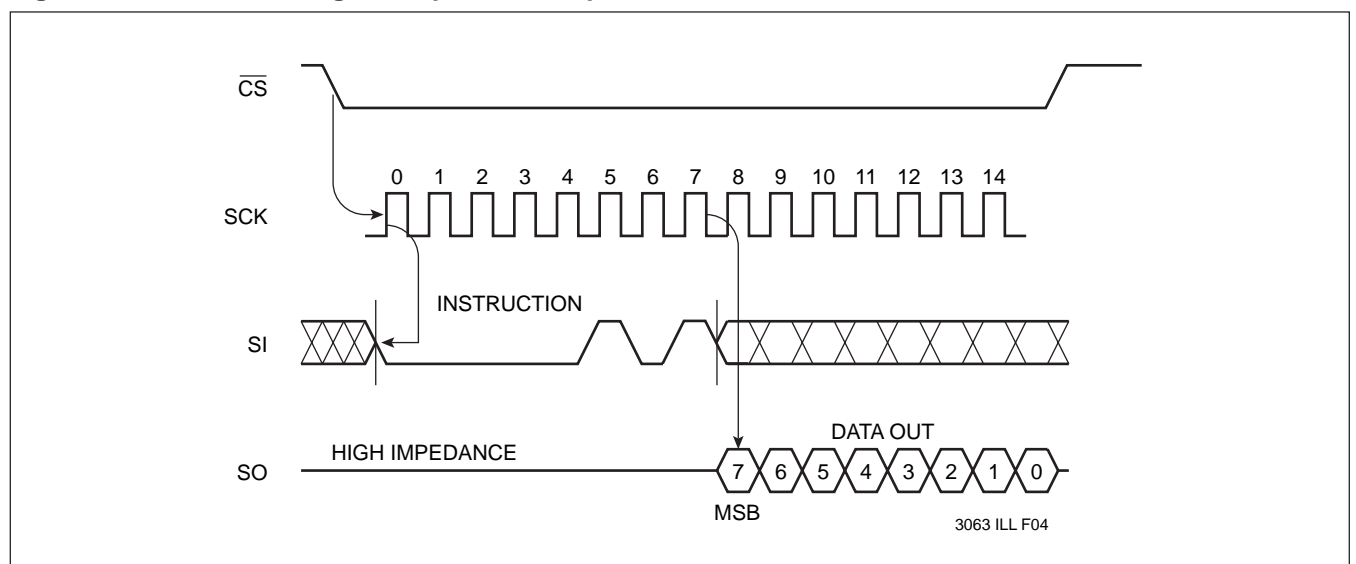 CS
0 1 2 3 4 5 6 7 8 9 10 11 12 13 14
SCK
INSTRUCTION
SI
DATA OUT
HIGH IMPEDANCE
SO
7 6 5 4 3 2 1 0
MSB
3063 ILL F04